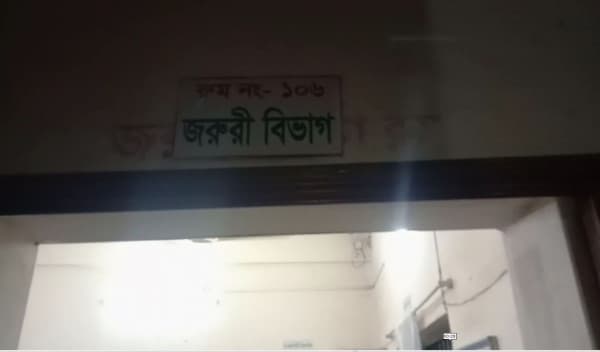 রুম নং- ১০৬
জরুরী বিভাগ